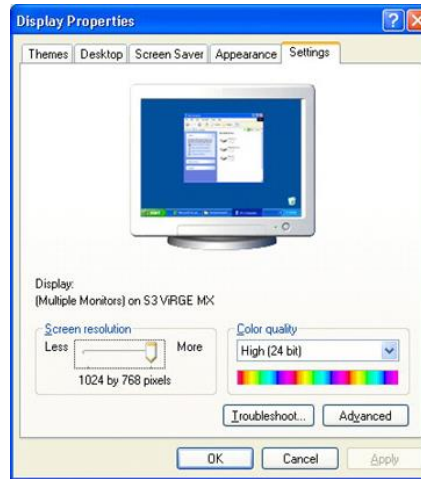 Display Properties
Themes Desktop Screen Saver Appearance Settings
Display:
(Multiple Monitors) on S3 ViRGE MX
Screen resolution
Less More
1024 by 768 pixels
Color quality
High (24 bit)
Troubleshoot... Advanced
OK Cancel Apply